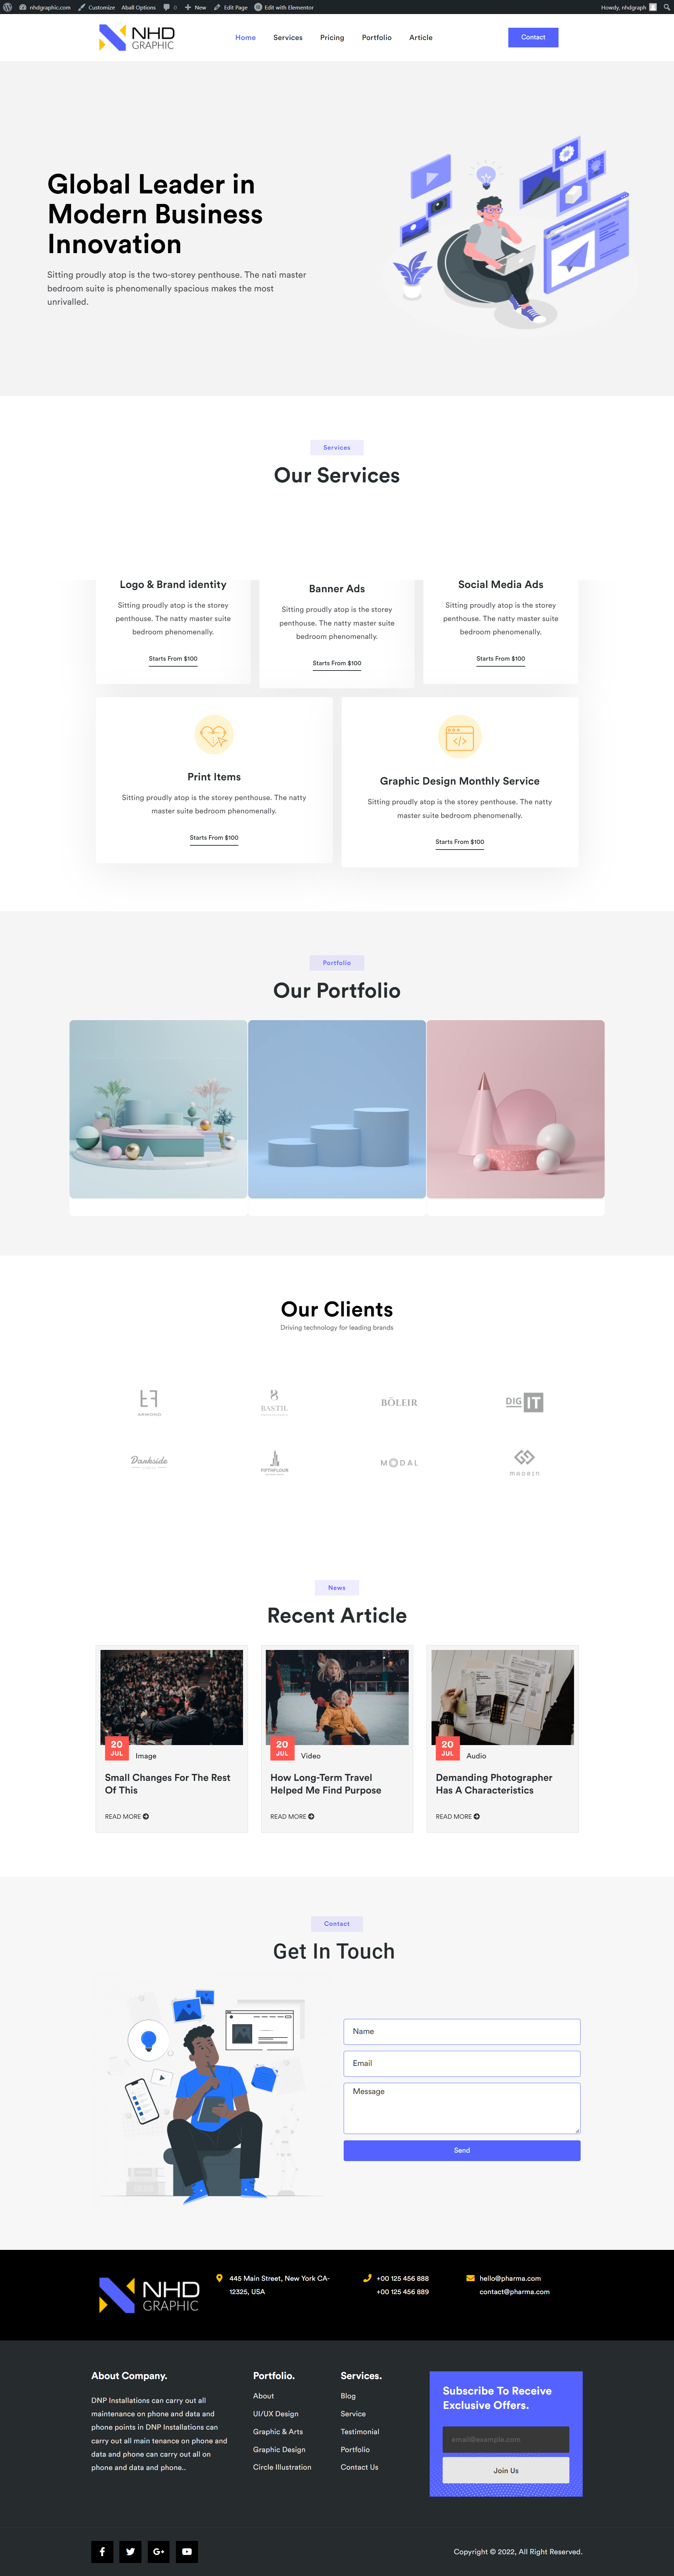 nhdgraphic.com Customize Aball Options 0 New Edit Page Edit with Elementor Howdy, nhdgraph
NHD
GRAPHIC
Home Services Pricing Portfolio Article Contact
Global Leader in
Modern Business
Innovation
Sitting proudly atop is the two-storey penthouse. The nati master
bedroom suite is phenomenally spacious makes the most
unrivalled.
Services
Our Services
Logo & Brand identity
Sitting proudly atop is the storey
penthouse. The natty master suite
bedroom phenomenally.
Starts From $100
Banner Ads
Sitting proudly atop is the storey
penthouse. The natty master suite
bedroom phenomenally.
Starts From $100
Social Media Ads
Sitting proudly atop is the storey
penthouse. The natty master suite
bedroom phenomenally.
Starts From $100
Print Items
Sitting proudly atop is the storey penthouse. The natty
master suite bedroom phenomenally.
Starts From $100
Graphic Design Monthly Service
Sitting proudly atop is the storey penthouse. The natty
master suite bedroom phenomenally.
Starts From $100
Portfolio
Our Portfolio
Our Clients
Driving technology for leading brands
ARMOND
BASTIL
BÖLEIR
DIG IT
Darkside
FIFTHFLOOR
MODAL
News
Recent Article
20
JUL
Image
Small Changes For The Rest
Of This
READ MORE
20
JUL
Video
How Long-Term Travel
Helped Me Find Purpose
READ MORE
20
JUL
Audio
Demanding Photographer
Has A Characteristics
READ MORE
Contact
Get In Touch
Name
Email
Message
Send
NHD
GRAPHIC
445 Main Street, New York CA-
12325, USA
+00 125 456 888
+00 125 456 889
hello@pharma.com
contact@pharma.com
About Company.
DNP Installations can carry out all
maintenance on phone and data and
phone points in DNP Installations can
carry out all main tenance on phone and
data and phone can carry out all on
phone and data and phone..
Portfolio.
About
UI/UX Design
Graphic & Arts
Graphic Design
Circle Illustration
Services.
Blog
Service
Testimonial
Portfolio
Contact Us
Subscribe To Receive
Exclusive Offers.
email@example.com
Join Us
Copyright © 2022, All Right Reserved.